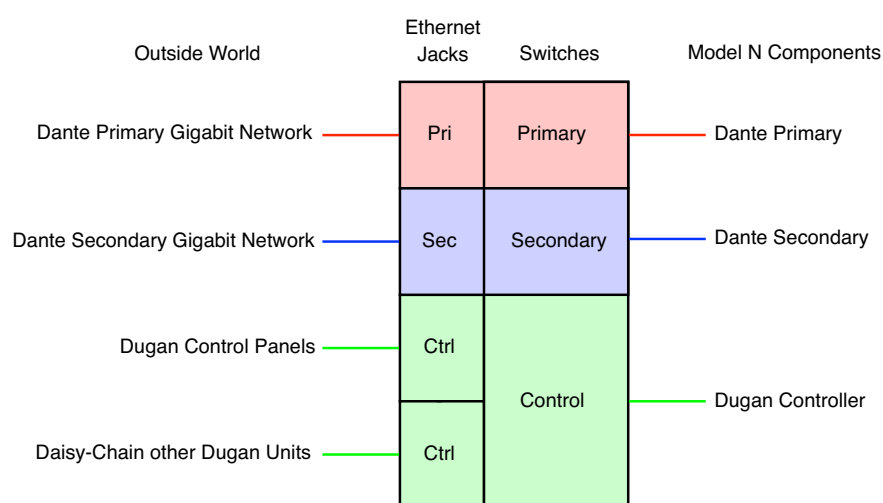 Outside World
Ethernet
Jacks
Switches
Model N Components
Dante Primary Gigabit Network
Pri
Primary
Dante Primary
Dante Secondary Gigabit Network
Sec
Secondary
Dante Secondary
Dugan Control Panels
Ctrl
Control
Dugan Controller
Daisy-Chain other Dugan Units
Ctrl